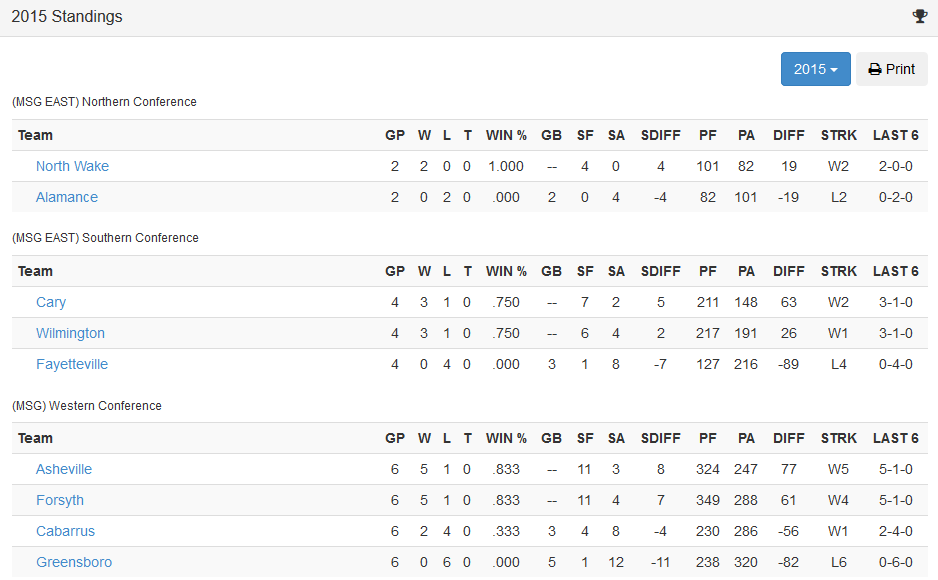 2015 Standings
2015 Print
(MSG EAST) Northern Conference
Team GP W L T WIN % GB SF SA SDIFF PF PA DIFF STRK LAST 6
North Wake 2 2 0 0 1.000 -- 4 0 4 101 82 19 W2 2-0-0
Alamance 2 0 2 0 .000 2 0 4 -4 82 101 -19 L2 0-2-0
(MSG EAST) Southern Conference
Team GP W L T WIN % GB SF SA SDIFF PF PA DIFF STRK LAST 6
Cary 4 3 1 0 .750 -- 7 2 5 211 148 63 W2 3-1-0
Wilmington 4 3 1 0 .750 -- 6 4 2 217 191 26 W1 3-1-0
Fayetteville 4 0 4 0 .000 3 1 8 -7 127 216 -89 L4 0-4-0
(MSG) Western Conference
Team GP W L T WIN % GB SF SA SDIFF PF PA DIFF STRK LAST 6
Asheville 6 5 1 0 .833 -- 11 3 8 324 247 77 W5 5-1-0
Forsyth 6 5 1 0 .833 -- 11 4 7 349 288 61 W4 5-1-0
Cabarrus 6 2 4 0 .333 3 4 8 -4 230 286 -56 W1 2-4-0
Greensboro 6 0 6 0 .000 5 1 12 -11 238 320 -82 L6 0-6-0